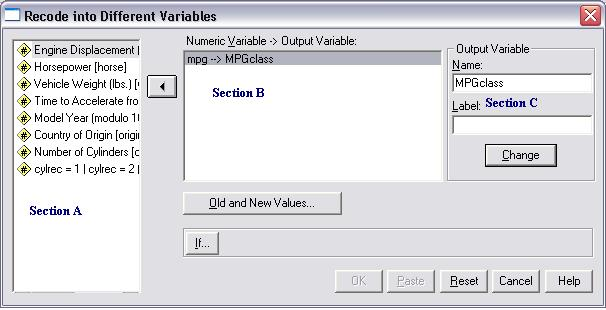 Recode into Different Variables
Engine Displacement [
Horsepower [horse]
Vehicle Weight (lbs.) [
Time to Accelerate fro
Model Year (modulo 10
Country of Origin [origi
Number of Cylinders [c
cylrec = 1 | cylrec = 2 |
Section A
Numeric Variable -> Output Variable:
mpg --> MPGclass
Section B
Output Variable
Name:
MPGclass
Label: Section C
Change
Old and New Values...
If...
OK Paste Reset Cancel Help